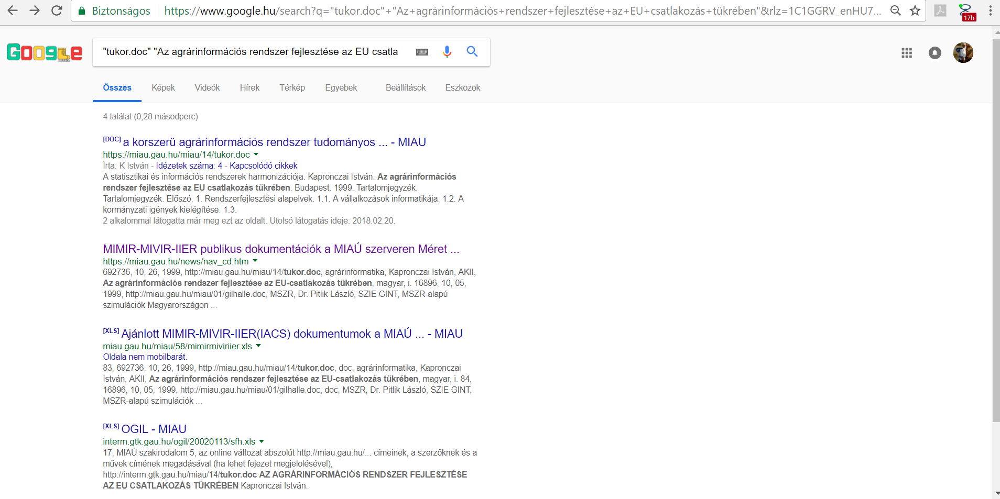 Biztonságos https://www.google.hu/search?q="tukor.doc"+"Az+agrárinformációs+rendszer+fejlesztése+az+EU+csatlakozás+tükrében"&rlz=1C1GGRV_enHU7...
17h
Google
"tukor.doc" "Az agrárinformációs rendszer fejlesztése az EU csatla
Összes Képek Videók Hírek Térkép Egyebek Beállítások Eszközök
4 találat (0,28 másodperc)
[DOC] a korszerű agrárinformációs rendszer tudományos ... - MIAU
https://miau.gau.hu/miau/14/tukor.doc
Írta: K István - Idézetek száma: 4 - Kapcsolódó cikkek
A statisztikai és információs rendszerek harmonizációja. Kapronczai István. Az agrárinformációs
rendszer fejlesztése az EU csatlakozás tükrében. Budapest. 1999. Tartalomjegyzék.
Tartalomjegyzék. Előszó. 1. Rendszerfejlesztési alapelvek. 1.1. A vállalkozások informatikája. 1.2. A
kormányzati igények kielégítése. 1.3.
2 alkalommal látogatta már meg ezt az oldalt. Utolsó látogatás ideje: 2018.02.20.
MIMIR-MIVIR-IIER publikus dokumentációk a MIAÚ szerveren Méret ...
https://miau.gau.hu/news/nav_cd.htm
692736, 10, 26, 1999, http://miau.gau.hu/miau/14/tukor.doc, agrárinformatika, Kapronczai István, AKII,
Az agrárinformációs rendszer fejlesztése az EU-csatlakozás tükrében, magyar, i. 16896, 10, 05,
1999, http://miau.gau.hu/miau/01/gilhalle.doc, MSZR, Dr. Pitlik László, SZIE GINT, MSZR-alapú
szimulációk Magyarországon ...
[XLS] Ajánlott MIMIR-MIVIR-IIER(IACS) dokumentumok a MIAÚ ... - MIAU
miau.gau.hu/miau/58/mimirmiviriier.xls
Oldala nem mobilbarát.
83, 692736, 10, 26, 1999, http://miau.gau.hu/miau/14/tukor.doc, doc, agrárinformatika, Kapronczai
István, AKII, Az agrárinformációs rendszer fejlesztése az EU-csatlakozás tükrében, magyar, i. 84,
16896, 10, 05, 1999, http://miau.gau.hu/miau/01/gilhalle.doc, doc, MSZR, Dr. Pitlik László, SZIE GINT,
MSZR-alapú szimulációk ...
[XLS] OGIL - MIAU
interm.gtk.gau.hu/ogil/20020113/sfh.xls
17, MIAÚ szakirodalom 5, az online változat abszolút http://miau.gau.hu/... címeinek, a szerzőknek és a
művek címének megadásával (ha lehet fejezet megjelölésével),
http://interm.gtk.gau.hu/miau/14/tukor.doc AZ AGRÁRINFORMÁCIÓS RENDSZER FEJLESZTÉSE
AZ EU CSATLAKOZÁS TÜKRÉBEN Kapronczai István.